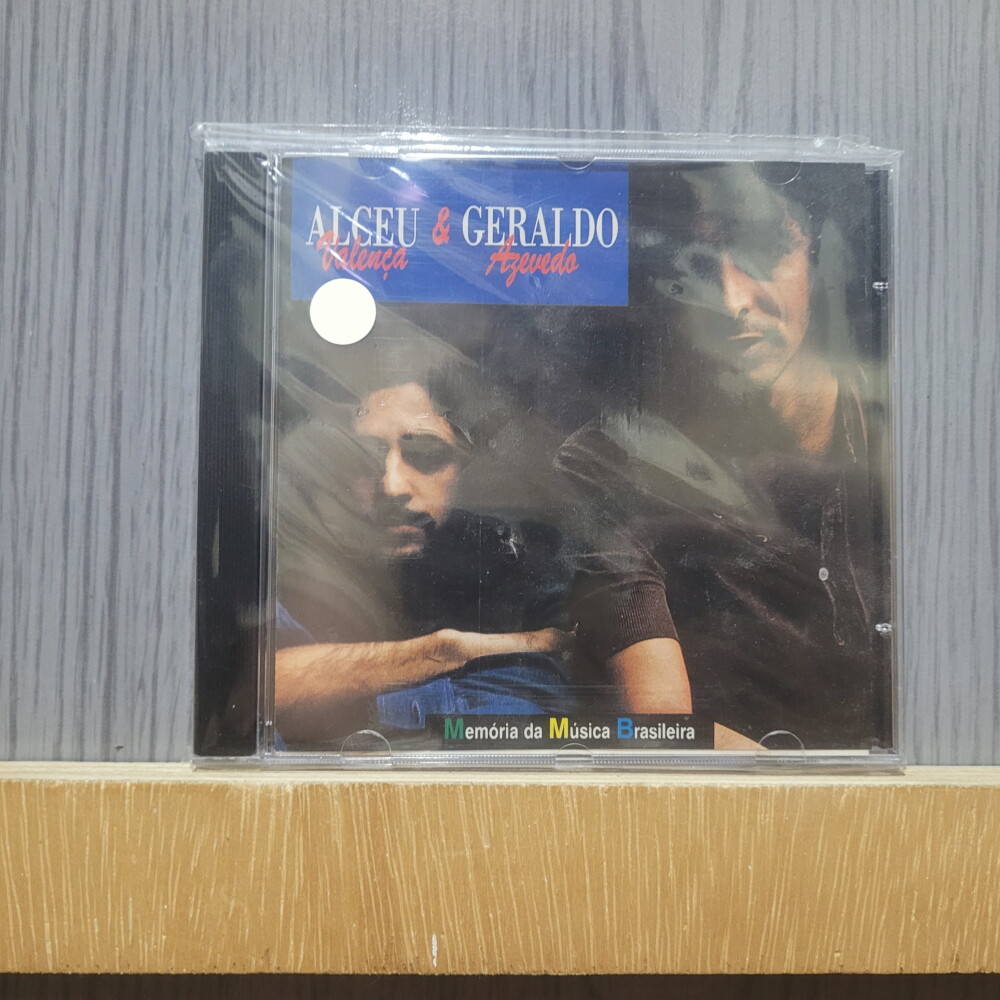 ALCEU & GERALDO
Valença Azevedo
Memória da Música Brasileira